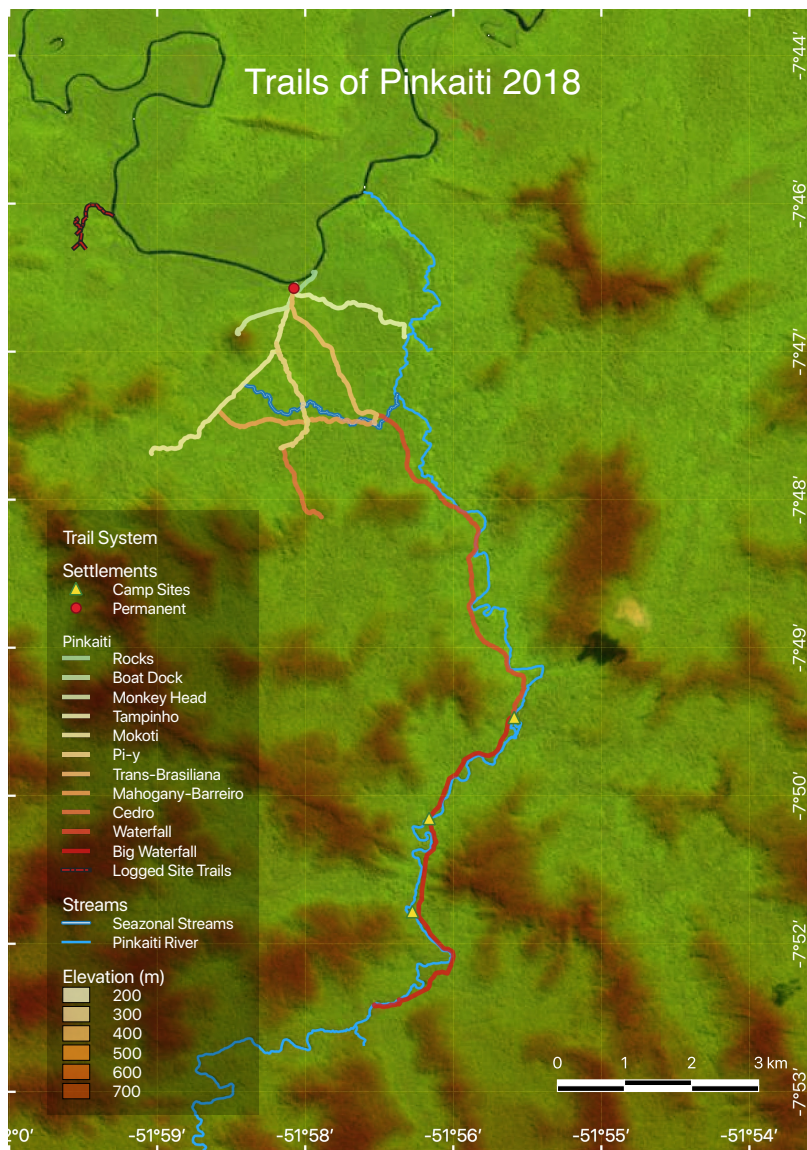 Trails of Pinkaiti 2018
-7°44'
-7°46'
-7°47'
-7°48'
-7°49'
-7°50'
-7°52'
-7°53'
Trail System
Settlements
Camp Sites
Permanent
Pinkaiti
Rocks
Boat Dock
Monkey Head
Tampinho
Mokoti
Pi-y
Trans-Brasiliana
Mahogany-Barreiro
Cedro
Waterfall
Big Waterfall
Logged Site Trails
Streams
Seazonal Streams
Pinkaiti River
Elevation (m)
200
300
400
500
600
700
0 1 2 3 km
2°0' -51°59' -51°58' -51°56' -51°55' -51°54'